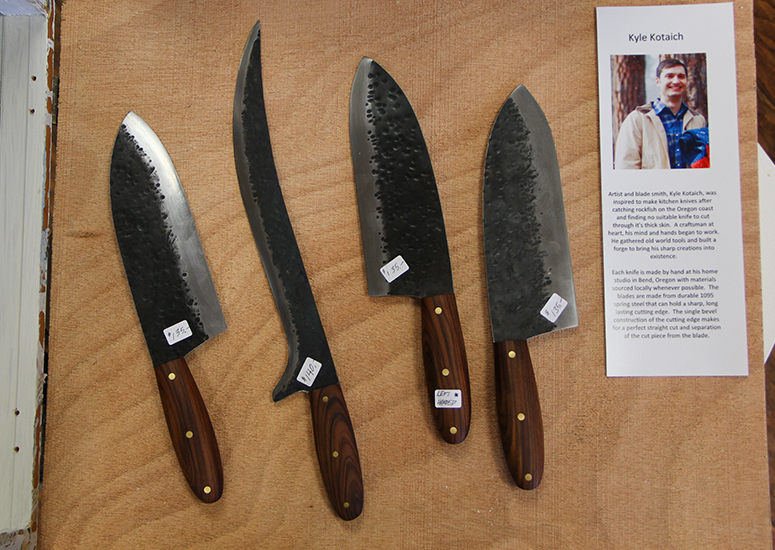 Kyle Kotaich
Artist and blade smith, Kyle Kotaich, was
inspired to make kitchen knives after
catching rockfish on the Oregon coast
and finding no suitable knife to cut
through it's thick skin.  A craftsman at
heart, his mind and hands began to work.
He gathered old world tools and built a
forge to bring his sharp creations into
existence.
Each knife is made by hand at his home
studio in Bend, Oregon with materials
sourced locally whenever possible.  The
blades are made from durable 1095
spring steel that can hold a sharp, long
lasting cutting edge.  The single bevel
construction of the cutting edge makes
for a perfect straight cut and separation
of the cut piece from the blade.
$135.-
$140.-
$135.-
LEFT
HANDED
$135.-